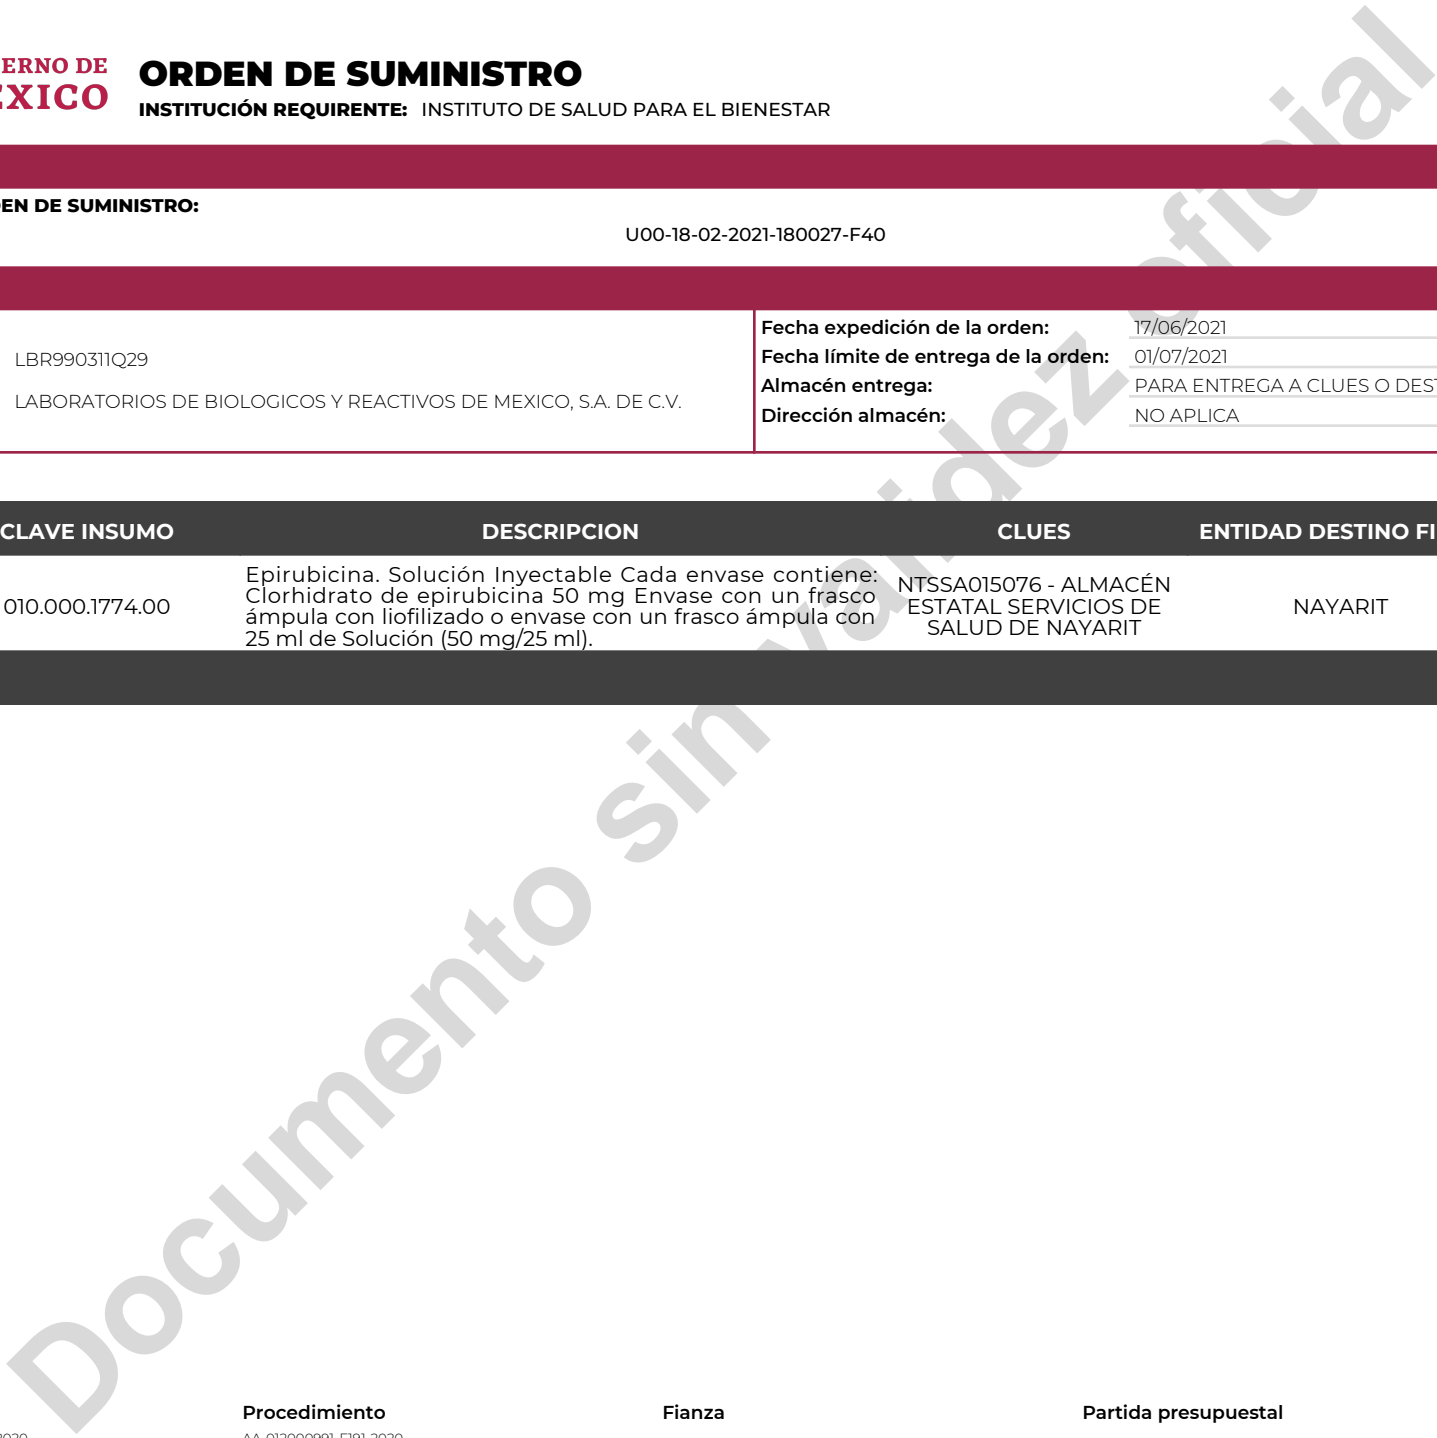 ERNO DE
EXICO
ORDEN DE SUMINISTRO
INSTITUCIÓN REQUIRENTE: INSTITUTO DE SALUD PARA EL BIENESTAR
EN DE SUMINISTRO:
U00-18-02-2021-180027-F40
LBR990311Q29
LABORATORIOS DE BIOLOGICOS Y REACTIVOS DE MEXICO, S.A. DE C.V.
Fecha expedición de la orden: 17/06/2021
Fecha límite de entrega de la orden: 01/07/2021
Almacén entrega: PARA ENTREGA A CLUES O DEST
Dirección almacén: NO APLICA
CLAVE INSUMO DESCRIPCION CLUES ENTIDAD DESTINO FI
010.000.1774.00
Epirubicina. Solución Inyectable Cada envase contiene:
Clorhidrato de epirubicina 50 mg Envase con un frasco
ámpula con liofilizado o envase con un frasco ámpula con
25 ml de Solución (50 mg/25 ml).
NTSSA015076 - ALMACÉN
ESTATAL SERVICIOS DE
SALUD DE NAYARIT
NAYARIT
Documento sin validez oficial
Procedimiento Fianza Partida presupuestal